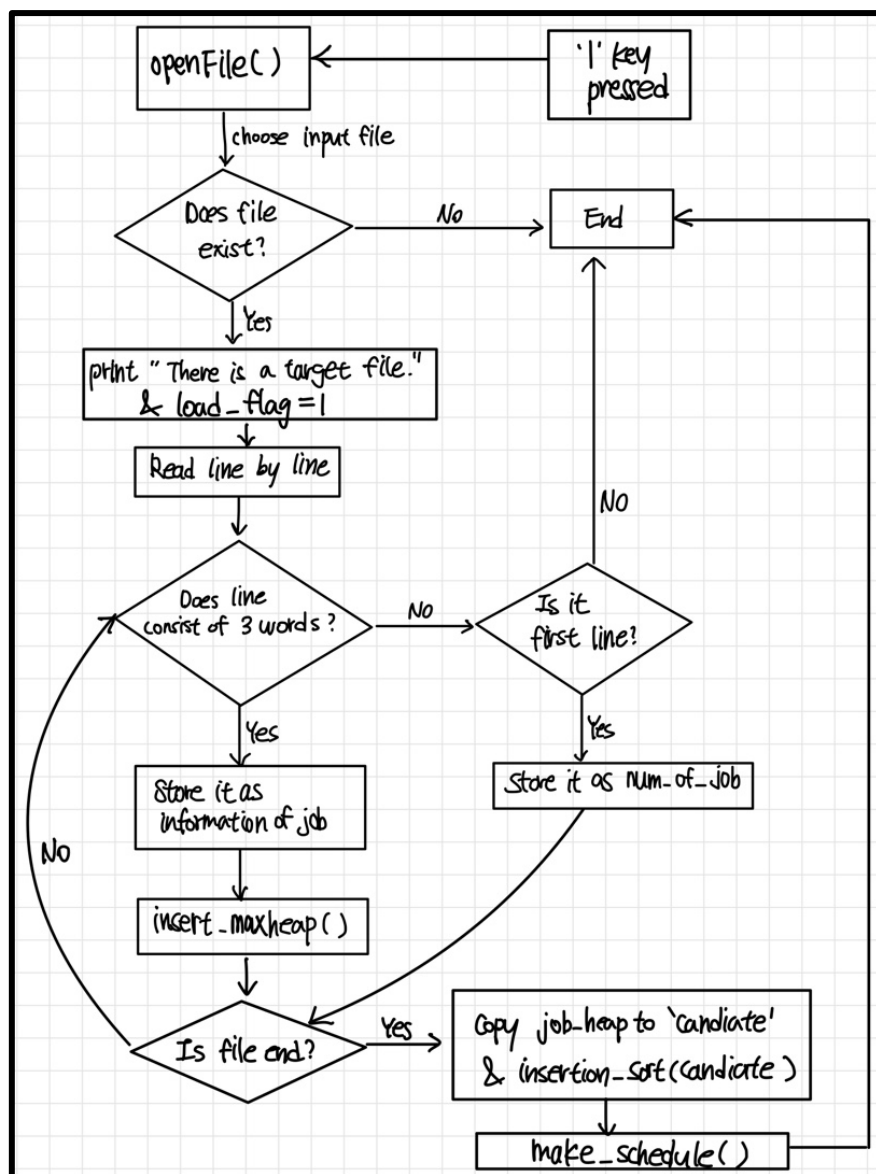 openFile()
'l' key
pressed
choose input file
Does file
exist?
No
End
Yes
print "There is a target file."
& load_flag=1
Read line by line
NO
Does line
consist of 3 words?
No
Is it
first line?
Yes
Yes
Store it as
information of job
Store it as num_of_job
No
insert_maxheap()
Is file end?
Yes
Copy job_heap to 'candiate'
& insertion_sort(candiate)
make_schedule()